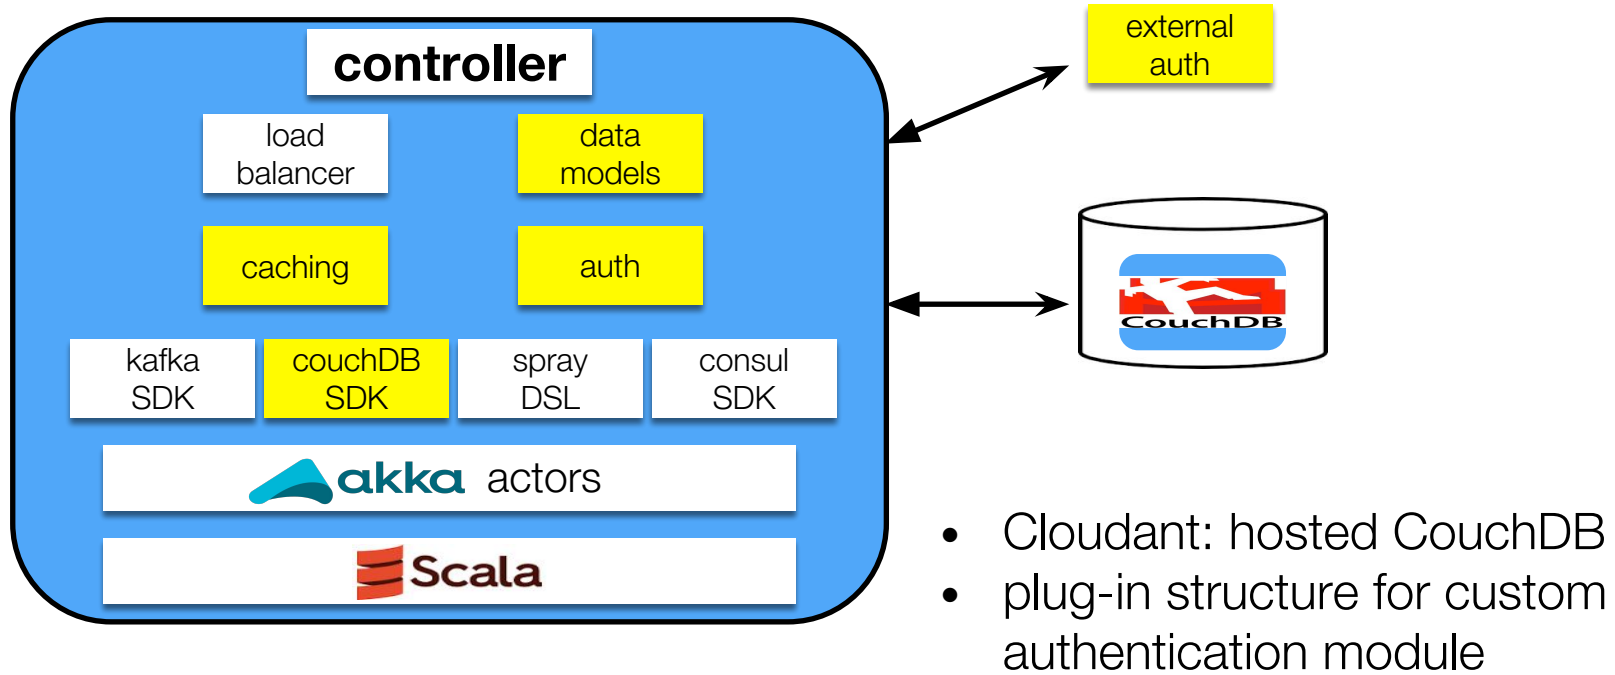 controller
load
balancer
data
models
caching
auth
kafka
SDK
couchDB
SDK
spray
DSL
consul
SDK
akka actors
Scala
external
auth
CouchDB
• Cloudant: hosted CouchDB
• plug-in structure for custom
authentication module